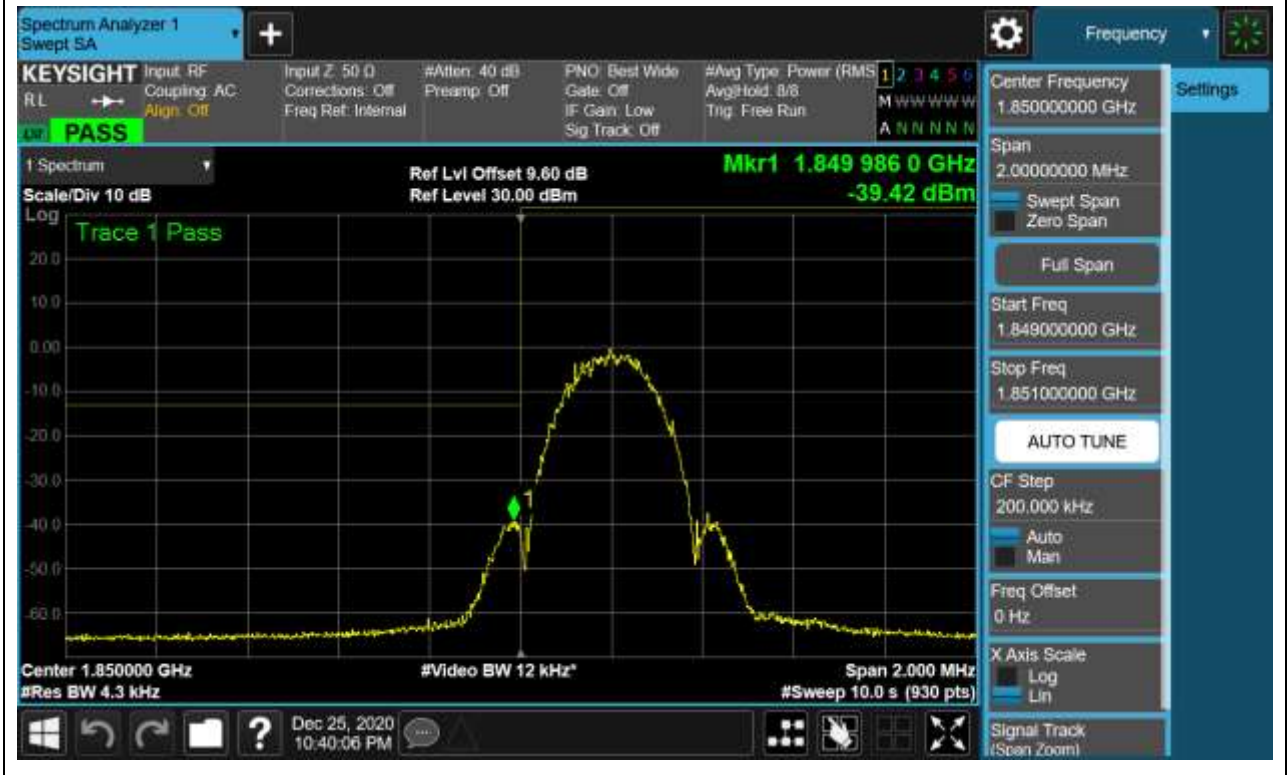 Spectrum Analyzer 1
Swept SA
+
Frequency
KEYSIGHT
RL
PASS
Input: RF
Coupling: AC
Align: Off
Input Z: 50 Ω
Corrections: Off
Freq Ref: Internal
#Atten: 40 dB
Preamp: Off
PNO: Best Wide
Gate: Off
IF Gain: Low
Sig Track: Off
#Avg Type: Power (RMS
Avg|Hold: 8/8
Trig: Free Run
1 2 3 4 5 6
M W W W W W
A N N N N N
1 Spectrum
Scale/Div 10 dB
Ref Lvl Offset 9.60 dB
Ref Level 30.00 dBm
Mkr1 1.849 986 0 GHz
-39.42 dBm
Log
Trace 1 Pass
20.0
10.0
0.00
-10.0
-20.0
-30.0
-40.0
-50.0
-60.0
1
Center 1.850000 GHz
#Res BW 4.3 kHz
#Video BW 12 kHz*
Span 2.000 MHz
#Sweep 10.0 s (930 pts)
?
Dec 25, 2020
10:40:06 PM
Center Frequency
1.850000000 GHz
Settings
Span
2.00000000 MHz
Swept Span
Zero Span
Full Span
Start Freq
1.849000000 GHz
Stop Freq
1.851000000 GHz
AUTO TUNE
CF Step
200.000 kHz
Auto
Man
Freq Offset
0 Hz
X Axis Scale
Log
Lin
Signal Track
(Span Zoom)